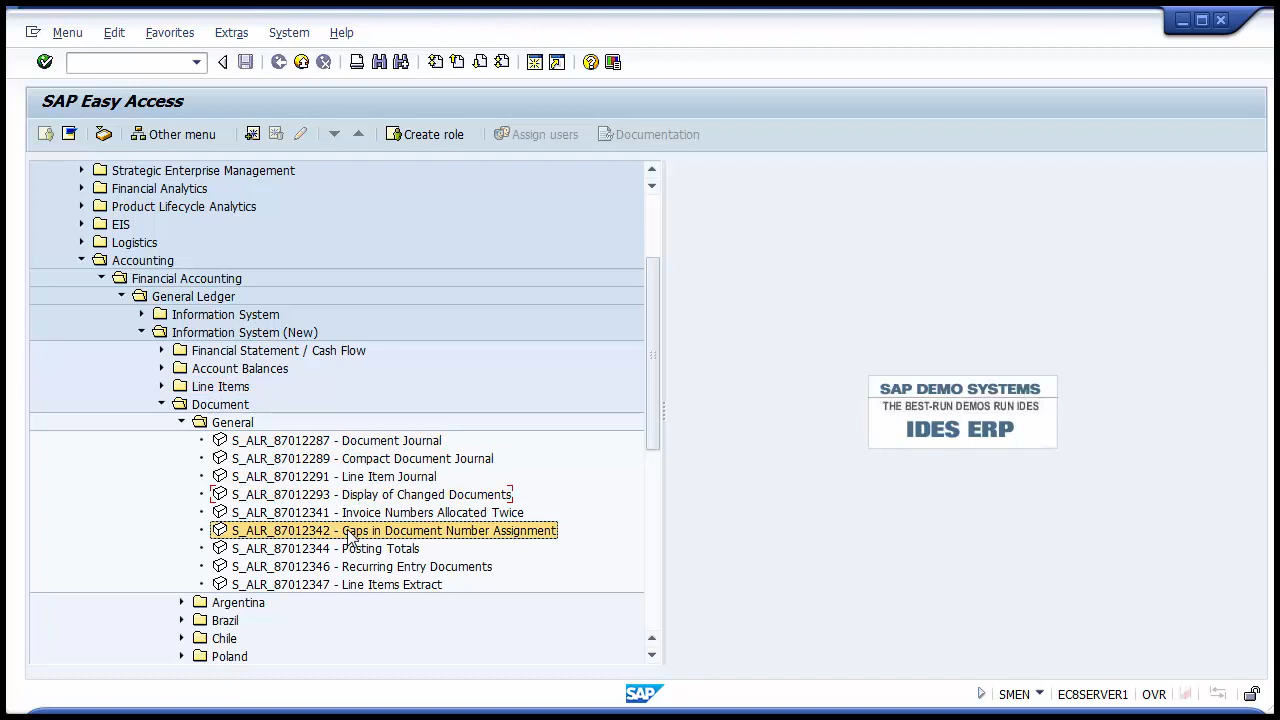 Menu Edit Favorites Extras System Help
SAP Easy Access
Other menu Create role Assign users Documentation
Strategic Enterprise Management
Financial Analytics
Product Lifecycle Analytics
EIS
Logistics
Accounting
Financial Accounting
General Ledger
Information System
Information System (New)
Financial Statement / Cash Flow
Account Balances
Line Items
Document
General
S_ALR_87012287 - Document Journal
S_ALR_87012289 - Compact Document Journal
S_ALR_87012291 - Line Item Journal
S_ALR_87012293 - Display of Changed Documents
S_ALR_87012341 - Invoice Numbers Allocated Twice
S_ALR_87012342 - Gaps in Document Number Assignment
S_ALR_87012344 - Posting Totals
S_ALR_87012346 - Recurring Entry Documents
S_ALR_87012347 - Line Items Extract
Argentina
Brazil
Chile
Poland
SAP DEMO SYSTEMS
THE BEST-RUN DEMOS RUN IDES
IDES ERP
SAP SMEN EC8SERVER1 OVR